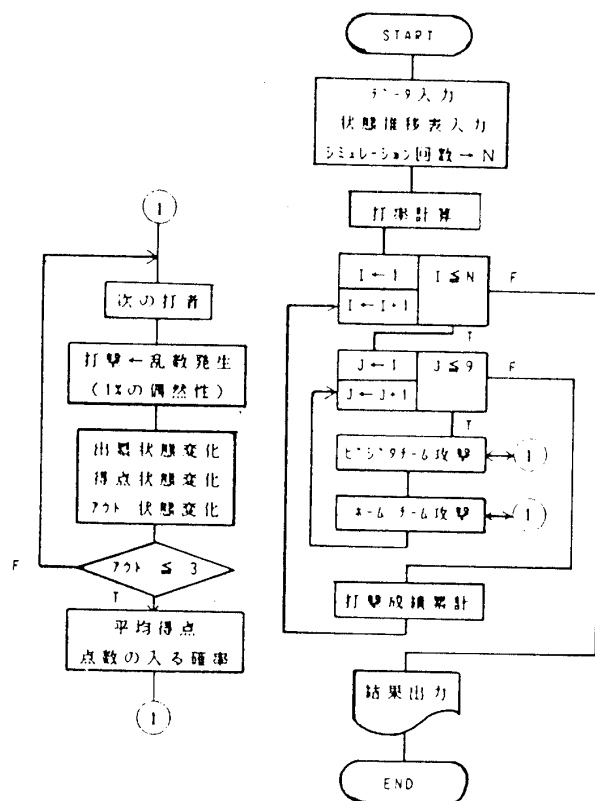 START
データ入力
状態推移表入力
シミュレーション回数→N
打率計算
I←1
I≦N
I←I+1
F
T
J←1
J≦9
J←J+1
F
T
ビジタチーム攻撃
1
ホームチーム攻撃
1
打撃成績累計
結果出力
END
1
次の打者
打撃←乱数発生
(1%の偶然性)
出塁状態変化
得点状態変化
アウト 状態変化
アウト ≦ 3
F
T
平均得点
点数の入る確率
1